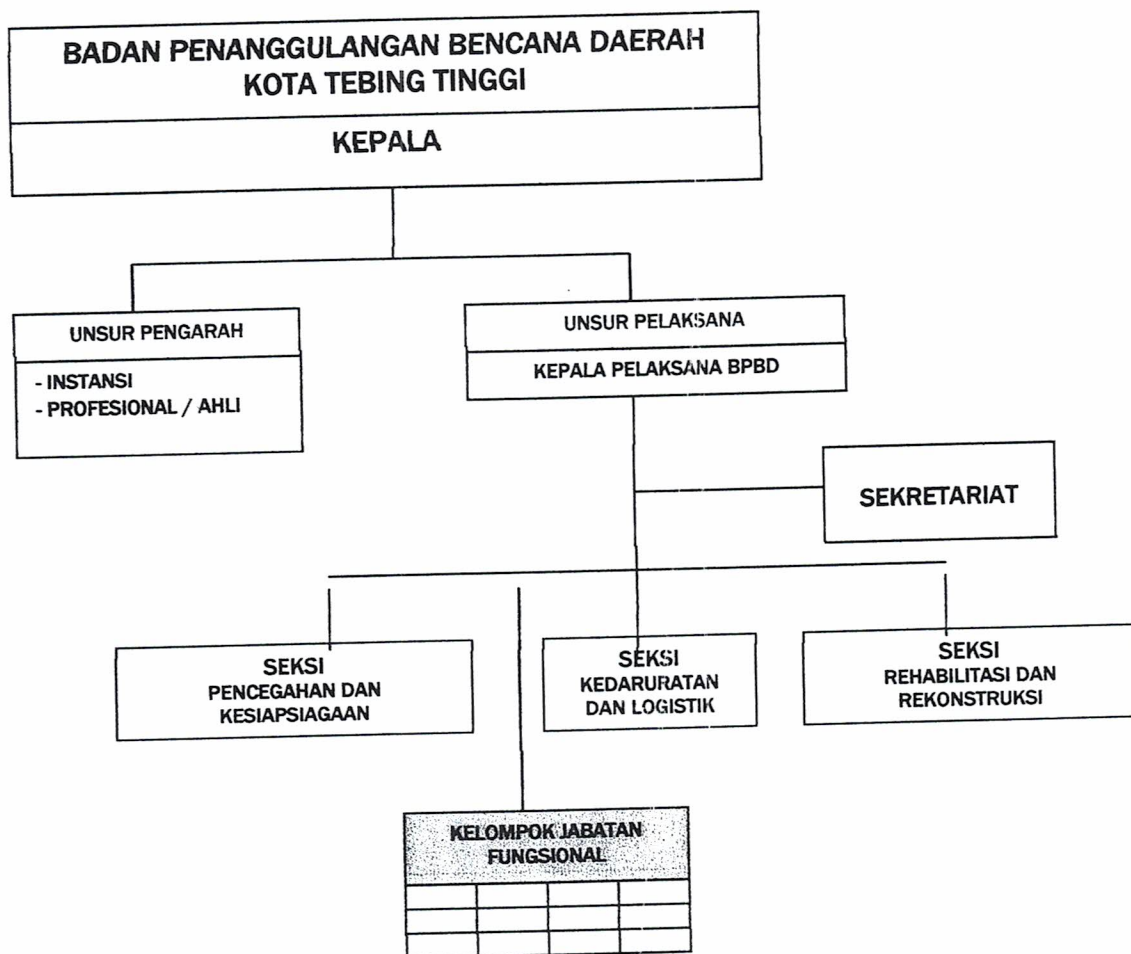 BADAN PENANGGULANGAN BENCANA DAERAH
KOTA TEBING TINGGI
KEPALA
UNSUR PENGARAH
- INSTANSI
- PROFESIONAL / AHLI
UNSUR PELAKSANA
KEPALA PELAKSANA BPBD
SEKRETARIAT
SEKSI
PENCEGAHAN DAN
KESIAPSIAGAAN
SEKSI
KEDARURATAN
DAN LOGISTIK
SEKSI
REHABILITASI DAN
REKONSTRUKSI
KELOMPOK JABATAN
FUNGSIONAL